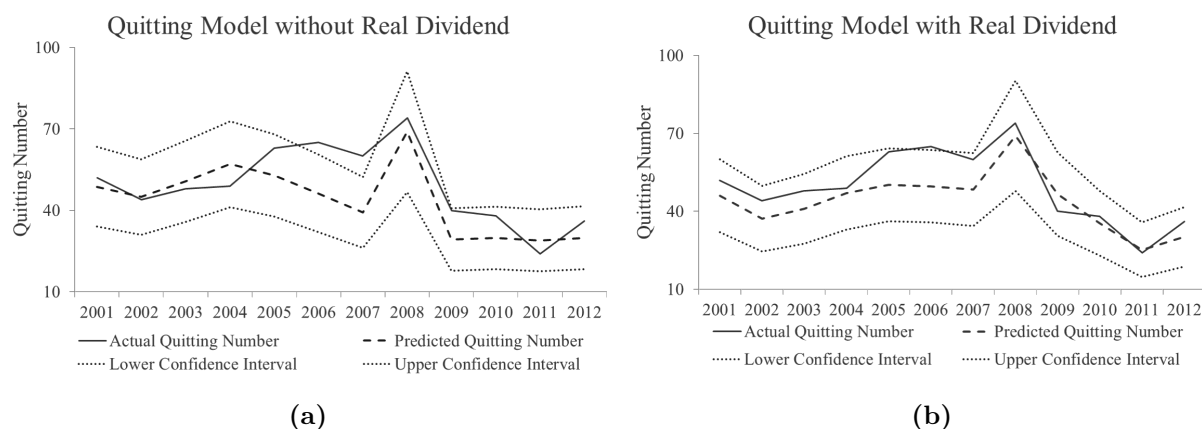 Quitting Model without Real Dividend
Quitting Number
100
70
40
10
2001 2002 2003 2004 2005 2006 2007 2008 2009 2010 2011 2012
Actual Quitting Number
Predicted Quitting Number
Lower Confidence Interval
Upper Confidence Interval
(a)
Quitting Model with Real Dividend
Quitting Number
100
70
40
10
2001 2002 2003 2004 2005 2006 2007 2008 2009 2010 2011 2012
Actual Quitting Number
Predicted Quitting Number
Lower Confidence Interval
Upper Confidence Interval
(b)